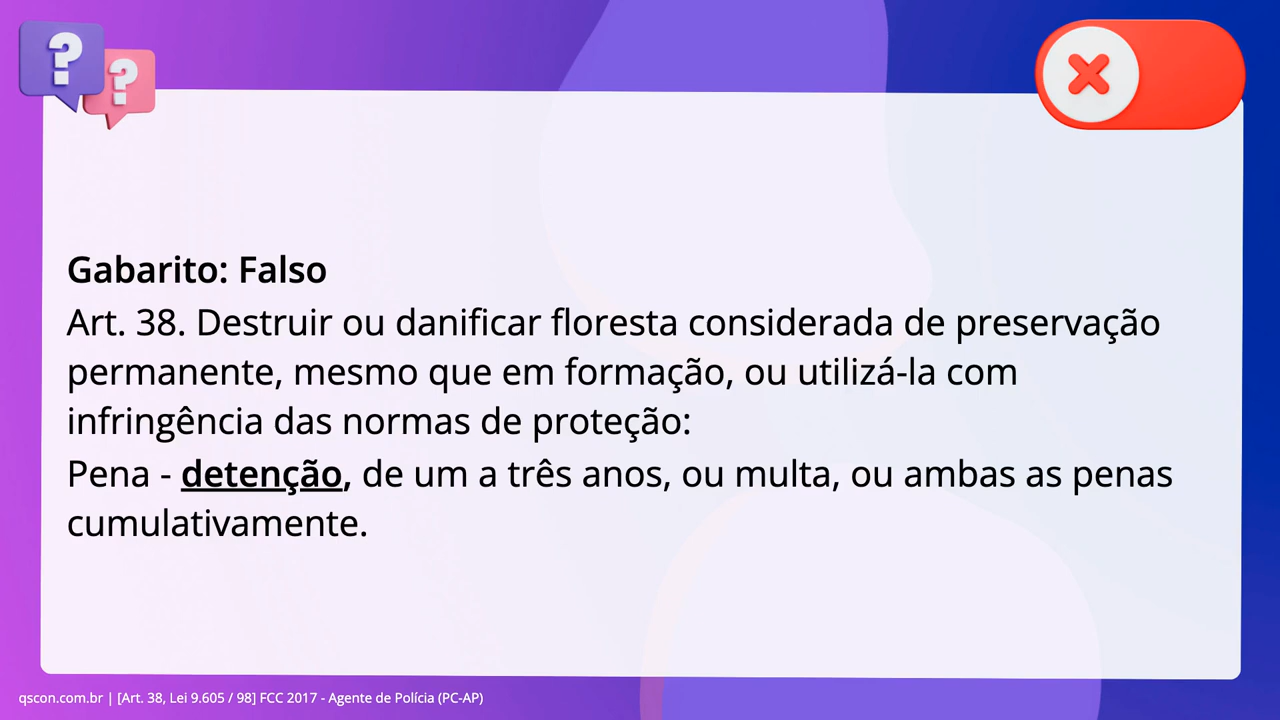 ? ?
Gabarito: Falso
Art. 38. Destruir ou danificar floresta considerada de preservação
permanente, mesmo que em formação, ou utilizá-la com
infringência das normas de proteção:
Pena - detenção, de um a três anos, ou multa, ou ambas as penas
cumulativamente.
qscon.com.br | [Art. 38, Lei 9.605 / 98] FCC 2017 - Agente de Polícia (PC-AP)